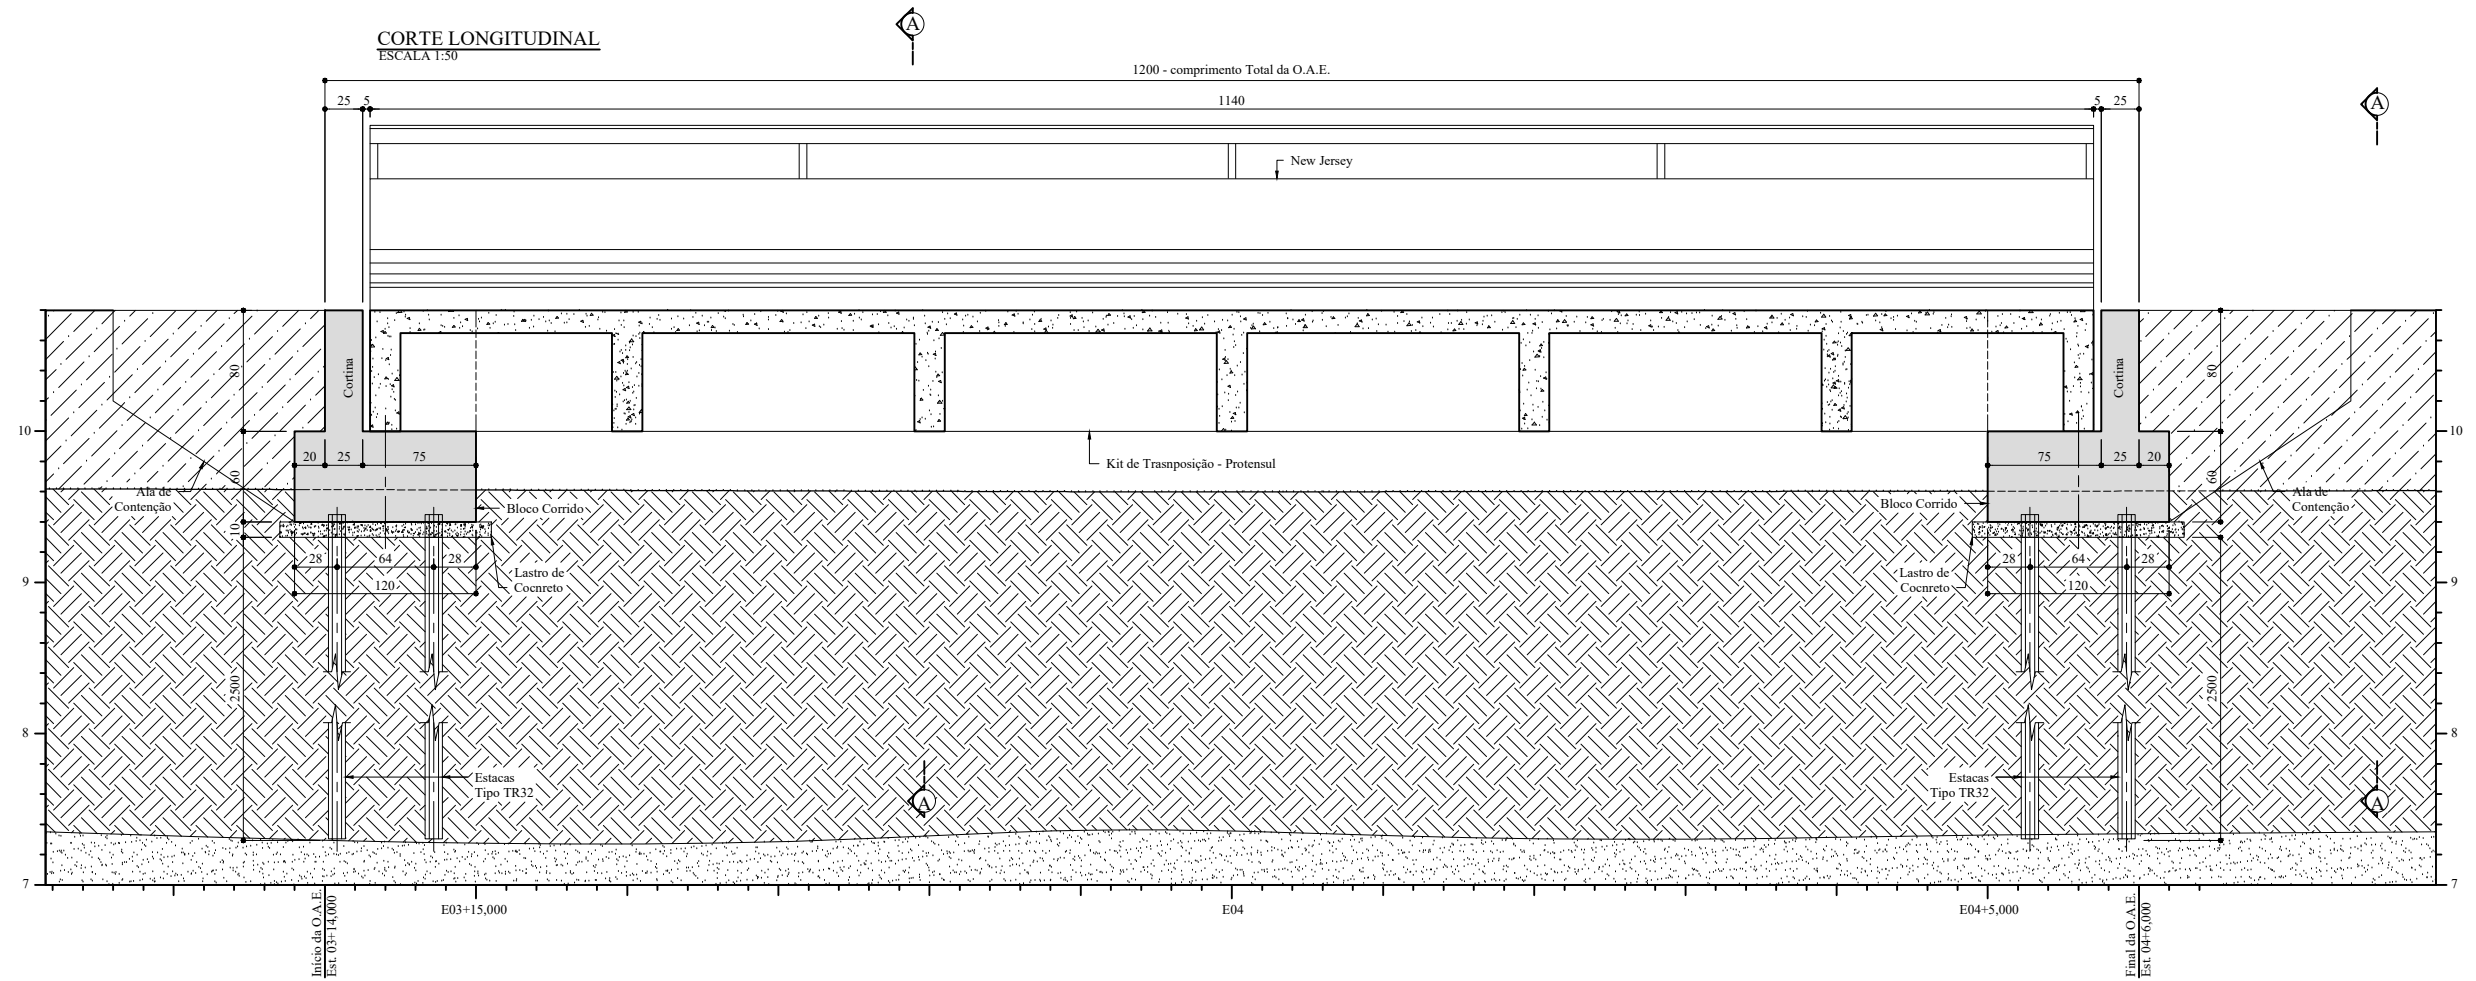 A
CORTE LONGITUDINAL
ESCALA 1:50
1200 - comprimento Total da O.A.E.
A
25
5
1140
5
25
New Jersey
80
Cortina
Cortina
80
10
10
20
25
75
Kit de Trasnposição - Protensul
75
25
20
60
60
Ala de
Contenção
Bloco Corrido
Bloco Corrido
Ala de
Contenção
10
28
64
28
28
64
28
Lastro de
Cocnreto
Lastro de
Cocnreto
9
120
120
9
2500
2500
8
8
Estacas
Tipo TR32
Estacas
Tipo TR32
A
A
7
7
E03+15,000
E04
E04+5,000
Início da O.A.E.
Est. 03+14,000
Final da O.A.E.
Est. 04+6,000